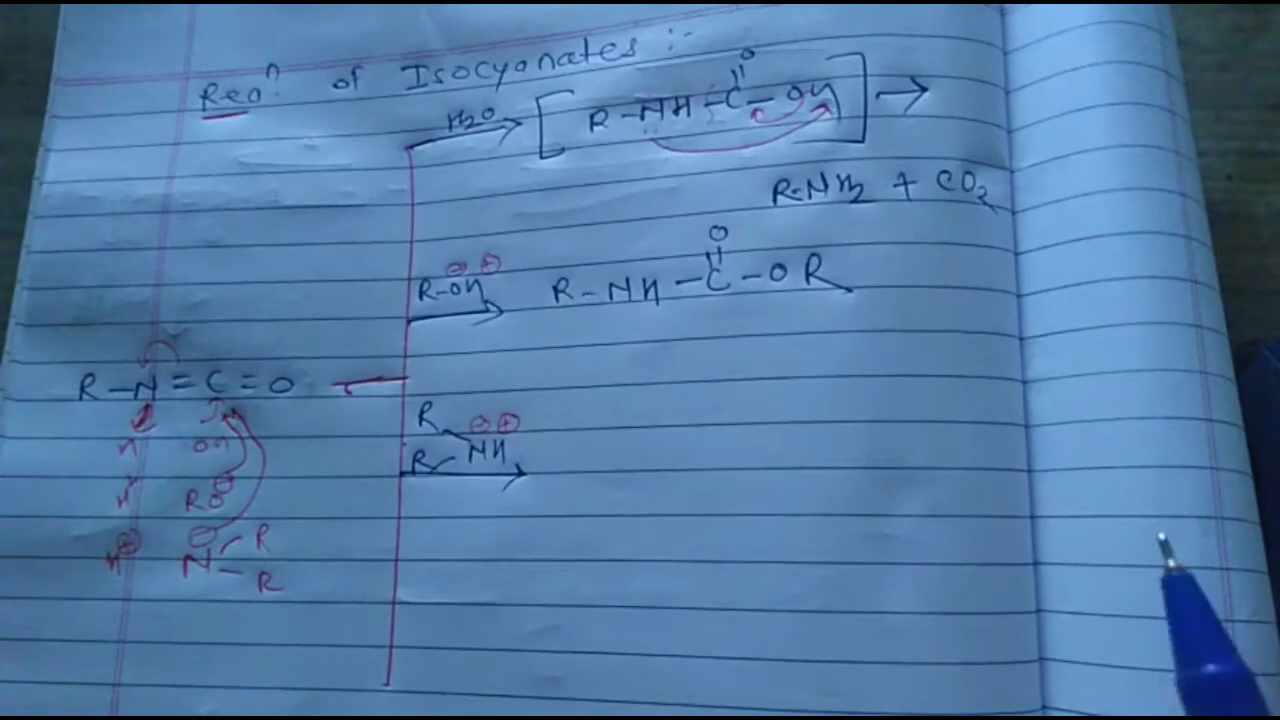 Reaⁿ. of Isocyanates :-
H2O [ R-NH-C-OH ] →
O
R-NH2 + CO2
R-OH ⊖ ⊕ R-NH-C-OR
O
R-N=C=O
R ⊖ ⊕
R NH
H OH
H⁺ RO⊖
H⊕ ⊖ N R
R